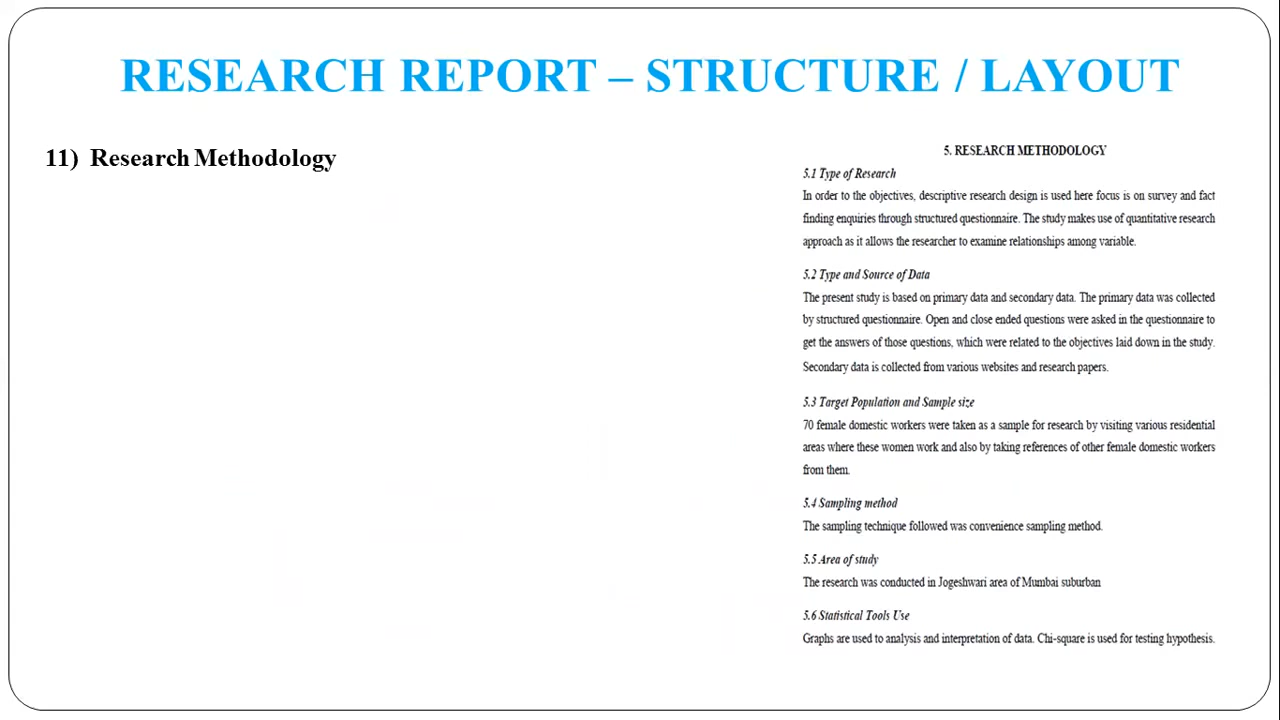 RESEARCH REPORT – STRUCTURE / LAYOUT
11) Research Methodology
5. RESEARCH METHODOLOGY
5.1 Type of Research
In order to the objectives, descriptive research design is used here focus is on survey and fact
finding enquiries through structured questionnaire. The study makes use of quantitative research
approach as it allows the researcher to examine relationships among variable.
5.2 Type and Source of Data
The present study is based on primary data and secondary data. The primary data was collected
by structured questionnaire. Open and close ended questions were asked in the questionnaire to
get the answers of those questions, which were related to the objectives laid down in the study.
Secondary data is collected from various websites and research papers.
5.3 Target Population and Sample size
70 female domestic workers were taken as a sample for research by visiting various residential
areas where these women work and also by taking references of other female domestic workers
from them.
5.4 Sampling method
The sampling technique followed was convenience sampling method.
5.5 Area of study
The research was conducted in Jogeshwari area of Mumbai suburban
5.6 Statistical Tools Use
Graphs are used to analysis and interpretation of data. Chi-square is used for testing hypothesis.